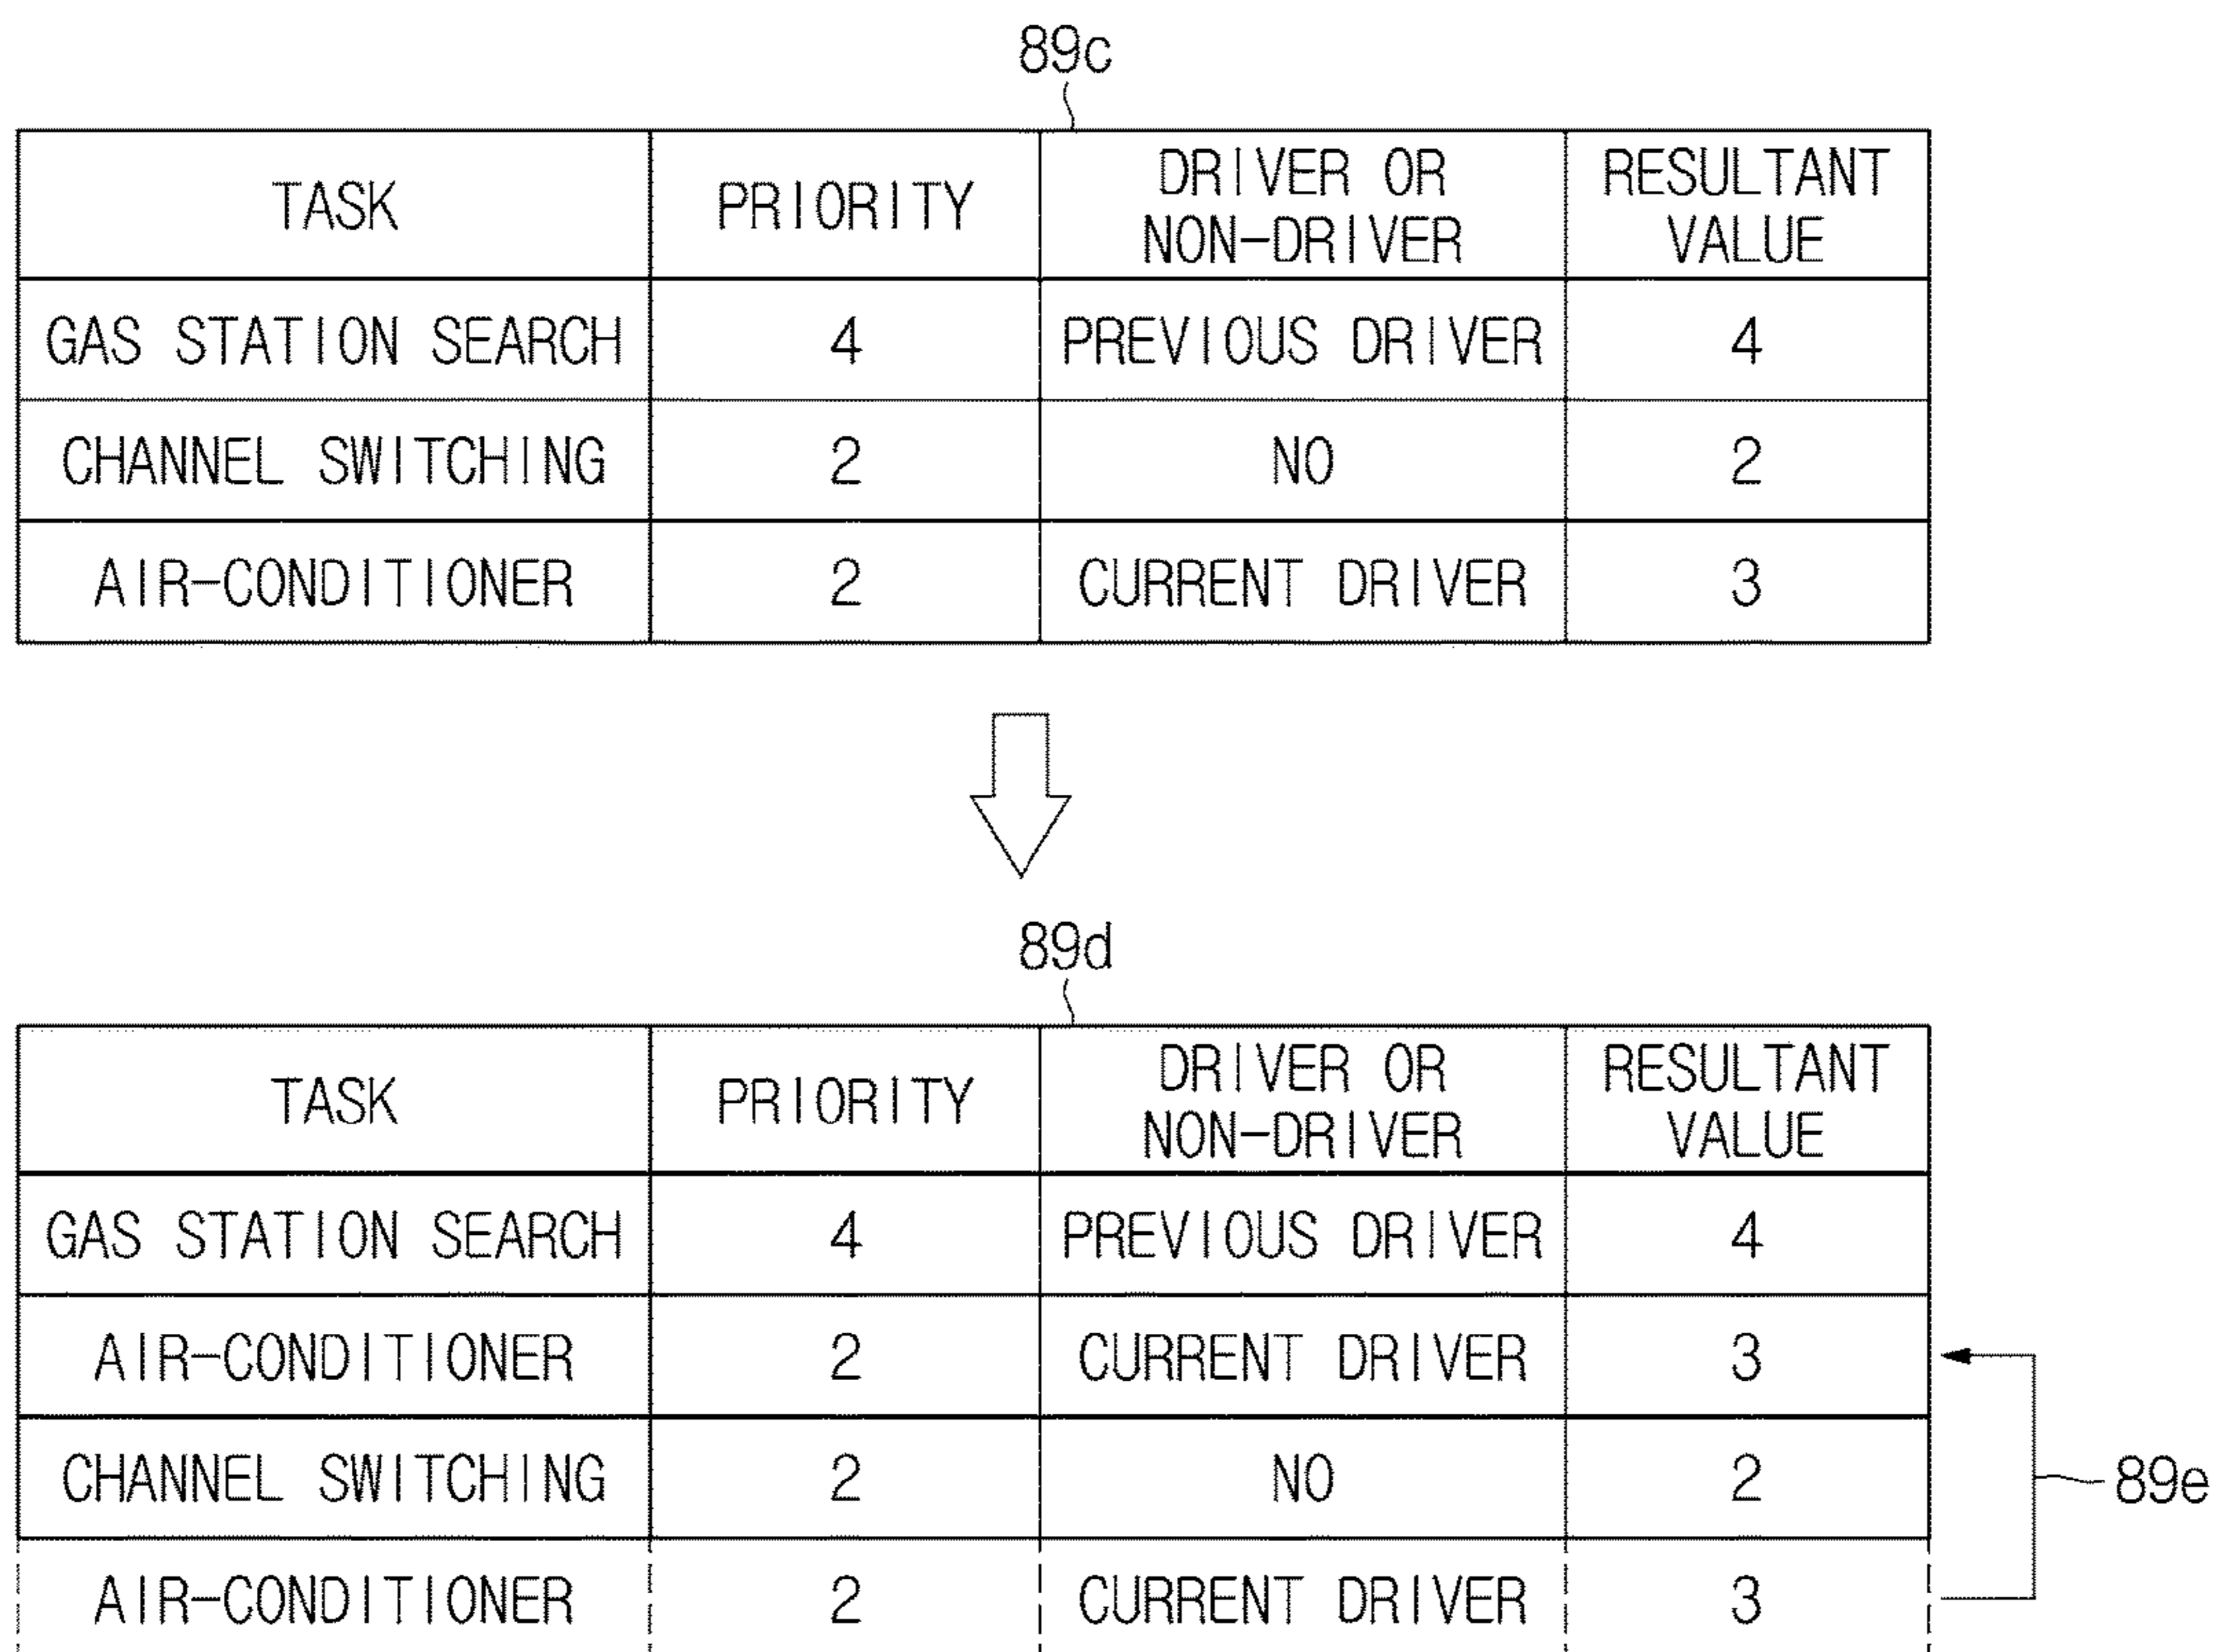 89c
TASK PRIORITY DRIVER OR NON-DRIVER RESULTANT VALUE
GAS STATION SEARCH 4 PREVIOUS DRIVER 4
CHANNEL SWITCHING 2 NO 2
AIR-CONDITIONER 2 CURRENT DRIVER 3
89d
TASK PRIORITY DRIVER OR NON-DRIVER RESULTANT VALUE
GAS STATION SEARCH 4 PREVIOUS DRIVER 4
AIR-CONDITIONER 2 CURRENT DRIVER 3
CHANNEL SWITCHING 2 NO 2
89e
AIR-CONDITIONER 2 CURRENT DRIVER 3